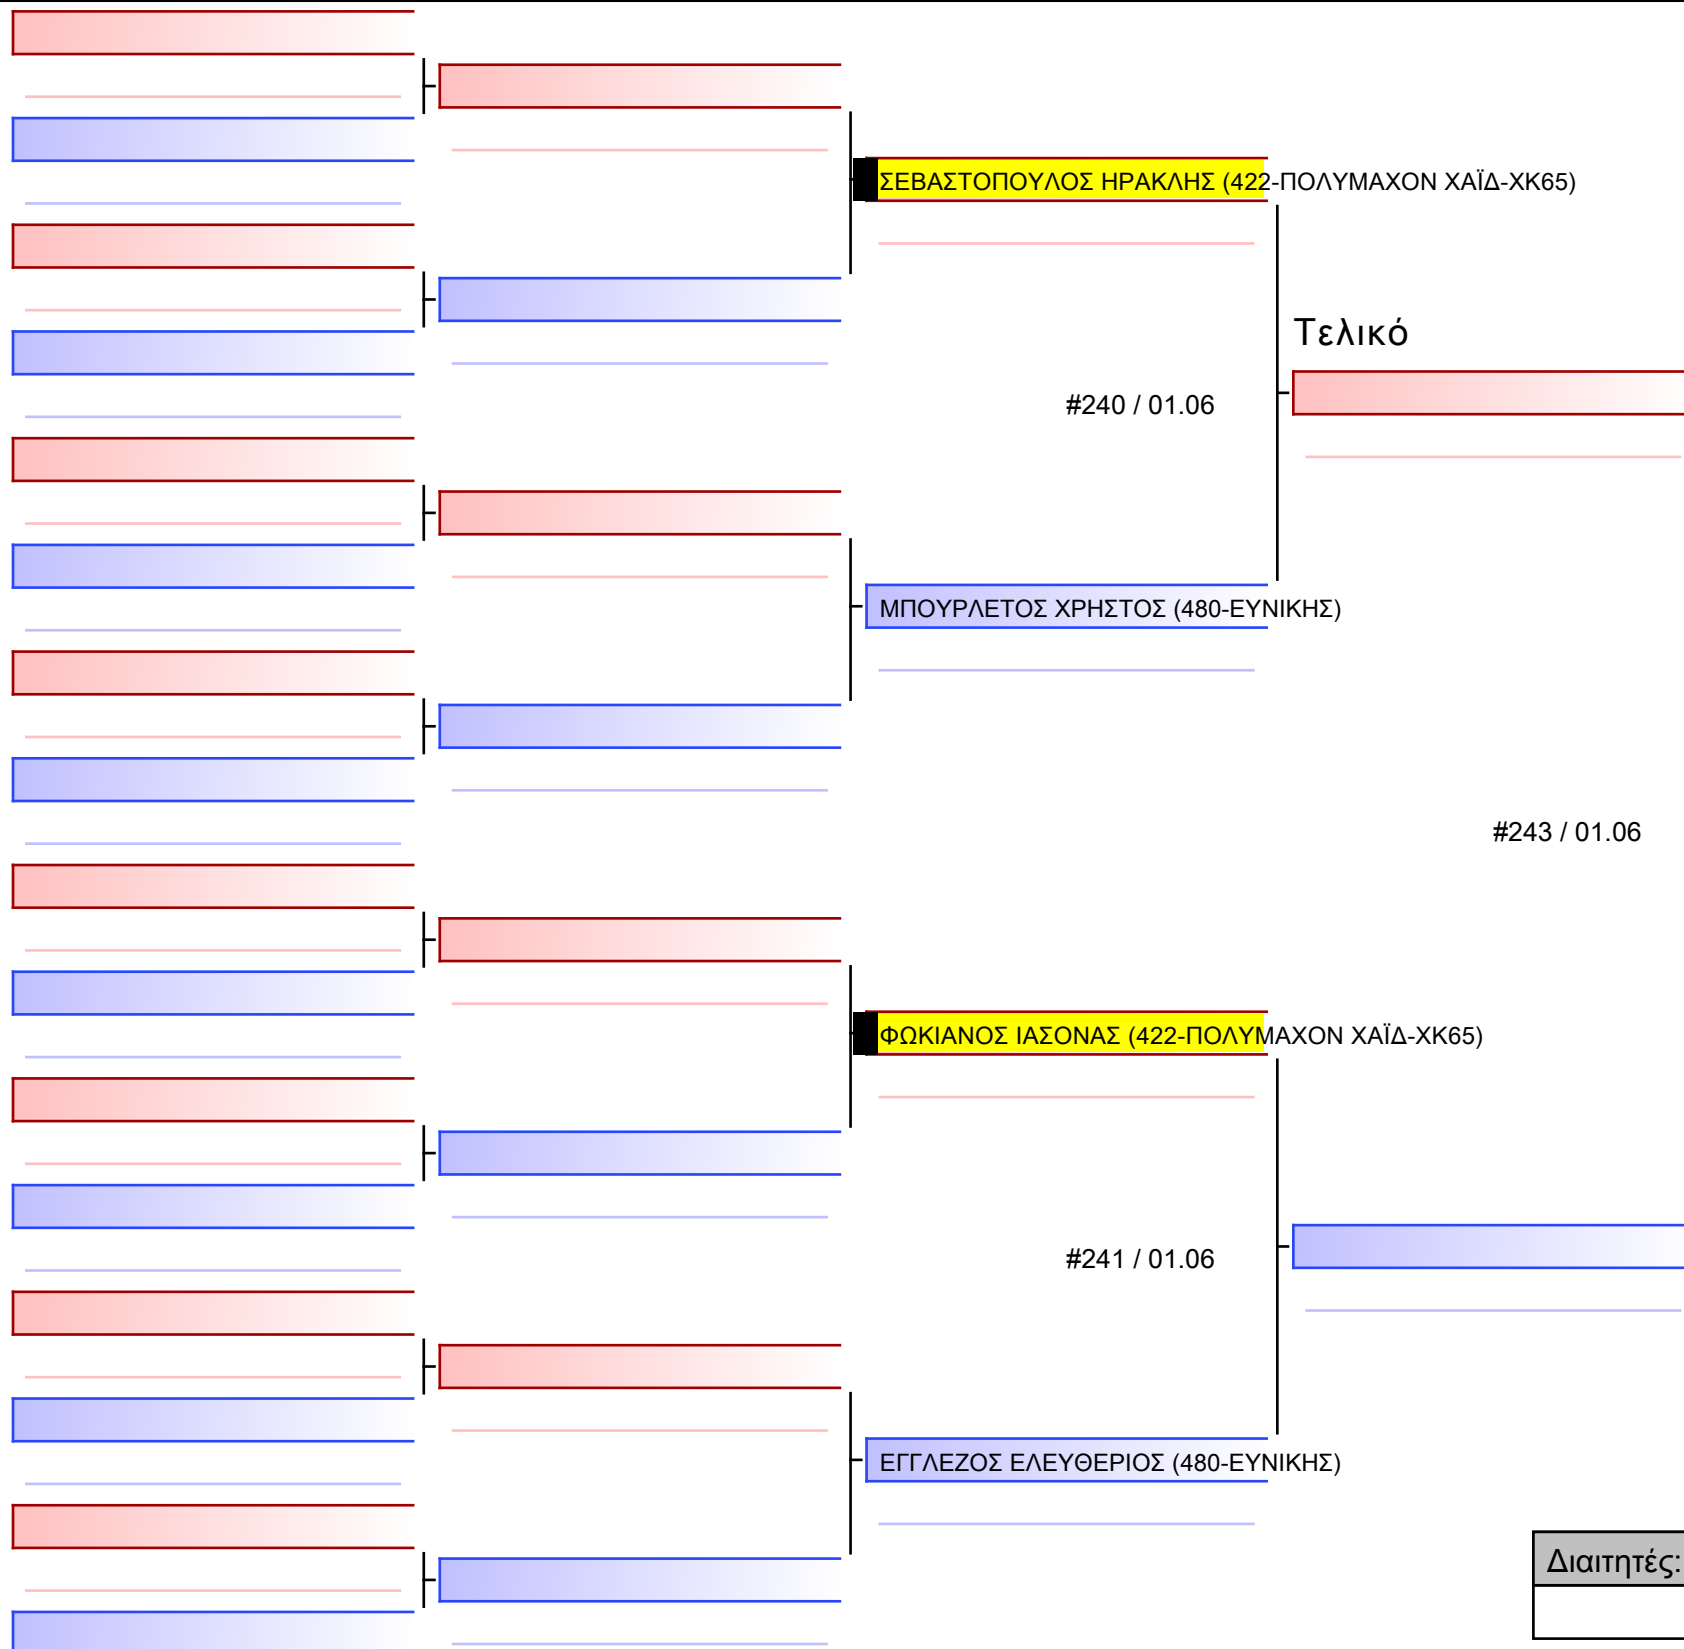 ΣΕΒΑΣΤΟΠΟΥΛΟΣ ΗΡΑΚΛΗΣ (422-ΠΟΛΥΜΑΧΟΝ ΧΑΪΔ-ΧΚ65)
Τελικό
#240 / 01.06
ΜΠΟΥΡΛΕΤΟΣ ΧΡΗΣΤΟΣ (480-ΕΥΝΙΚΗΣ)
#243 / 01.06
ΦΩΚΙΑΝΟΣ ΙΑΣΟΝΑΣ (422-ΠΟΛΥΜΑΧΟΝ ΧΑΪΔ-ΧΚ65)
#241 / 01.06
ΕΓΓΛΕΖΟΣ ΕΛΕΥΘΕΡΙΟΣ (480-ΕΥΝΙΚΗΣ)
Διαιτητές: